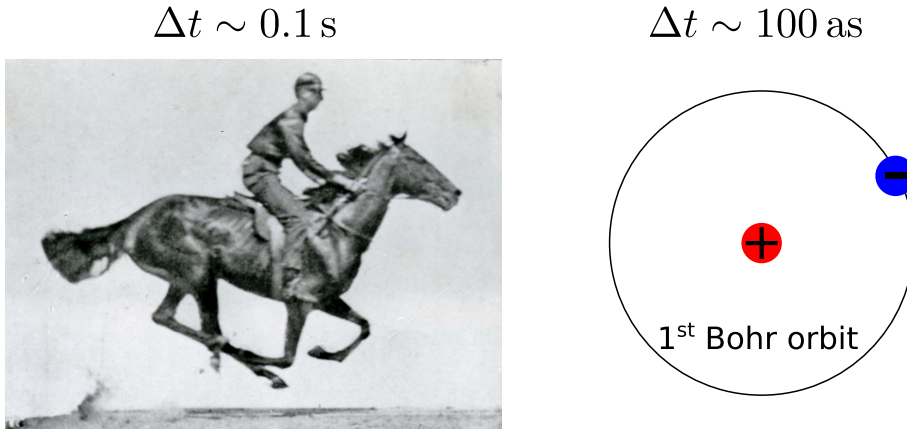 Δt ∼ 0.1 s
Δt ∼ 100 as
+
−
1st Bohr orbit